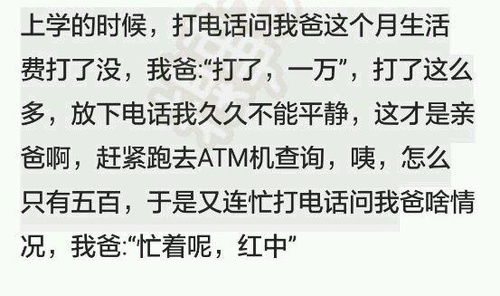 上学的时候，打电话问我爸这个月生活
费打了没，我爸:“打了，一万”，打了这么
多，放下电话我久久不能平静，这才是亲
爸啊，赶紧跑去ATM机查询，咦，怎么
只有五百，于是又连忙打电话问我爸啥情
况，我爸:“忙着呢，红中”